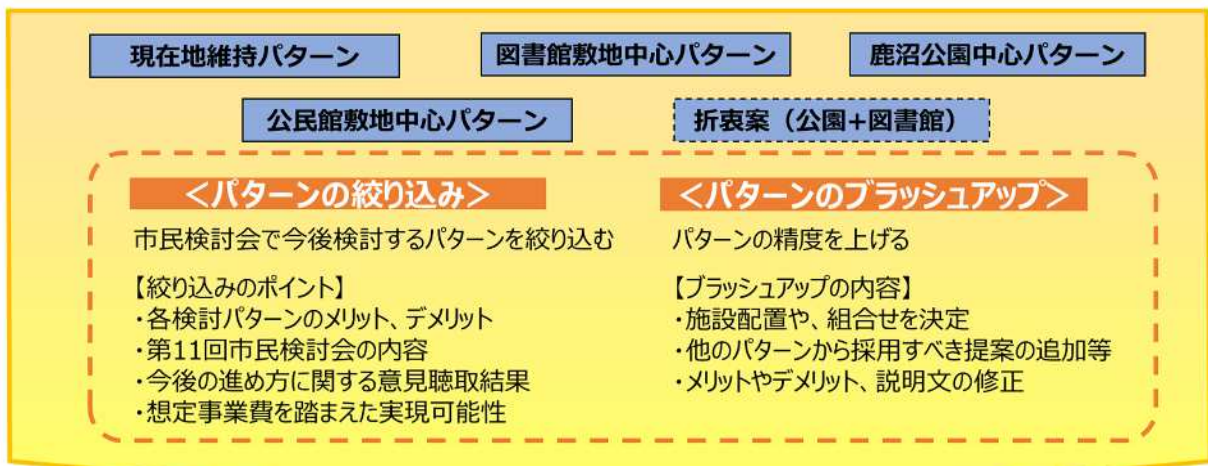 現在地維持パターン
図書館敷地中心パターン
鹿沼公園中心パターン
公民館敷地中心パターン
折衷案（公園+図書館）
＜パターンの絞り込み＞
市民検討会で今後検討するパターンを絞り込む
【絞り込みのポイント】
・各検討パターンのメリット、デメリット
・第11回市民検討会の内容
・今後の進め方に関する意見聴取結果
・想定事業費を踏まえた実現可能性
＜パターンのブラッシュアップ＞
パターンの精度を上げる
【ブラッシュアップの内容】
・施設配置や、組合せを決定
・他のパターンから採用すべき提案の追加等
・メリットやデメリット、説明文の修正